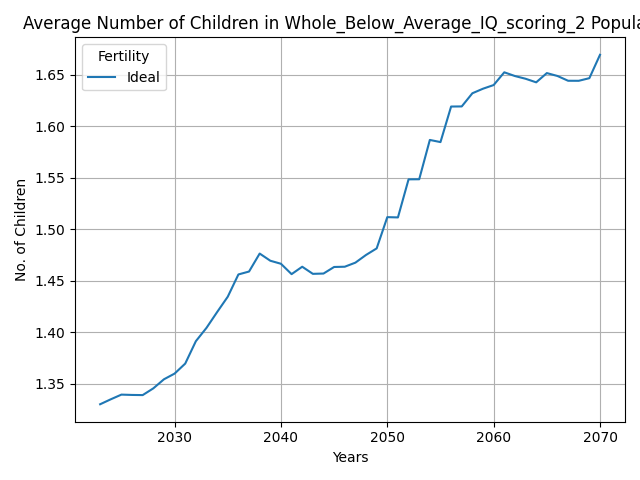 Average Number of Children in Whole_Below_Average_IQ_scoring_2 Popula
Fertility
Ideal
No. of Children
1.65
1.60
1.55
1.50
1.45
1.40
1.35
2030 2040 2050 2060 2070
Years